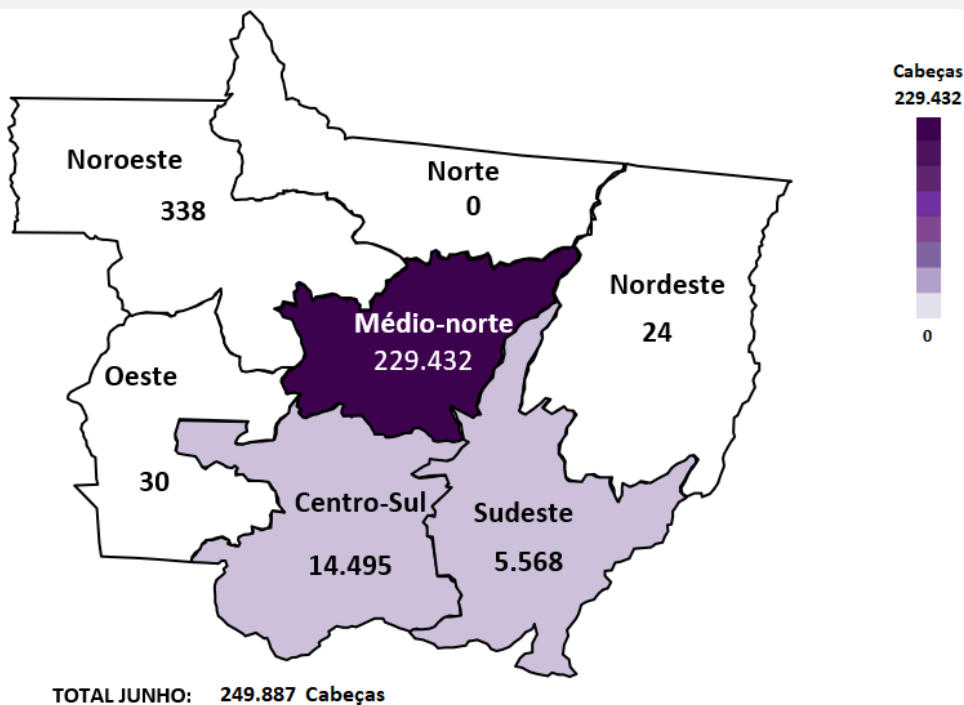 Cabeças
229.432
Noroeste
338
Norte
0
Nordeste
24
Médio-norte
229.432
0
Oeste
30
Centro-Sul
14.495
Sudeste
5.568
TOTAL JUNHO: 249.887 Cabeças